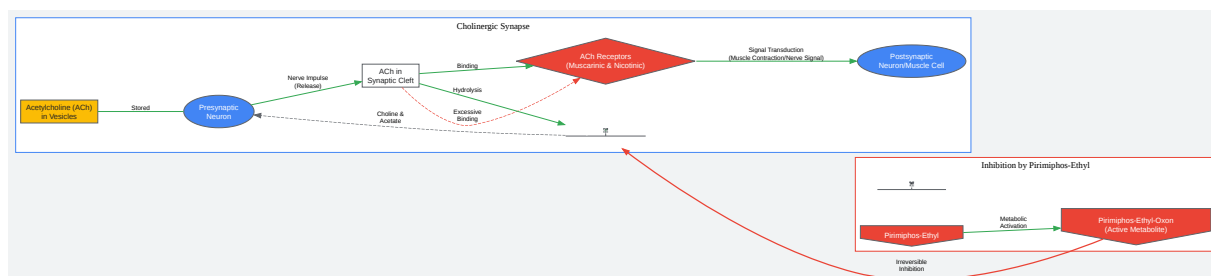 Cholinergic Synapse
Acetylcholine (ACh)
in Vesicles
Stored
Presynaptic
Neuron
Nerve Impulse
(Release)
ACh in
Synaptic Cleft
Binding
Hydrolysis
Excessive
Binding
Choline &
Acetate
ACh Receptors
(Muscarinic & Nicotinic)
Signal Transduction
(Muscle Contraction/Nerve Signal)
Postsynaptic
Neuron/Muscle Cell
Inhibition by Pirimiphos-Ethyl
Pirimiphos-Ethyl
Metabolic
Activation
Pirimiphos-Ethyl-Oxon
(Active Metabolite)
Irreversible
Inhibition